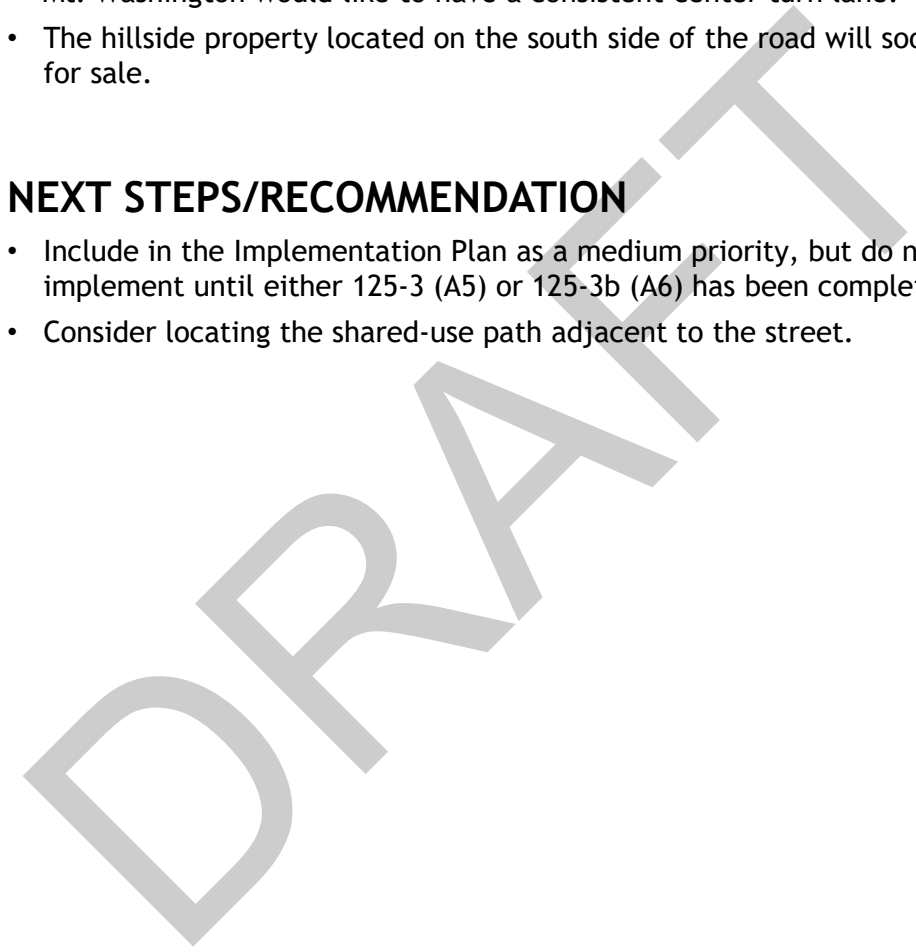 Mt. Washington would like to have a consistent center turn lane.
• The hillside property located on the south side of the road will
for sale.
NEXT STEPS/RECOMMENDATION
• Include in the Implementation Plan as a medium priority, but do
implement until either 125-3 (A5) or 125-3b (A6) has been
• Consider locating the shared-use path adjacent to the street.
DRAFT